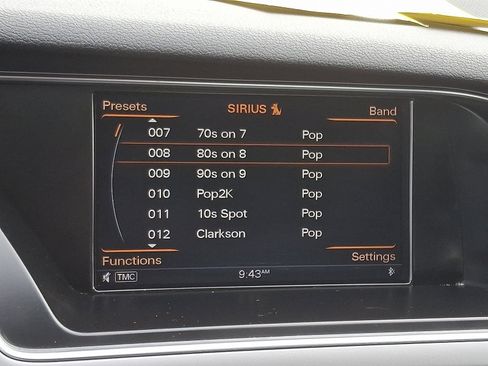 Presets SIRIUS Band
007 70s on 7 Pop
008 80s on 8 Pop
009 90s on 9 Pop
010 Pop2K Pop
011 10s Spot Pop
012 Clarkson Pop
Functions Settings
TMC 9:43AM